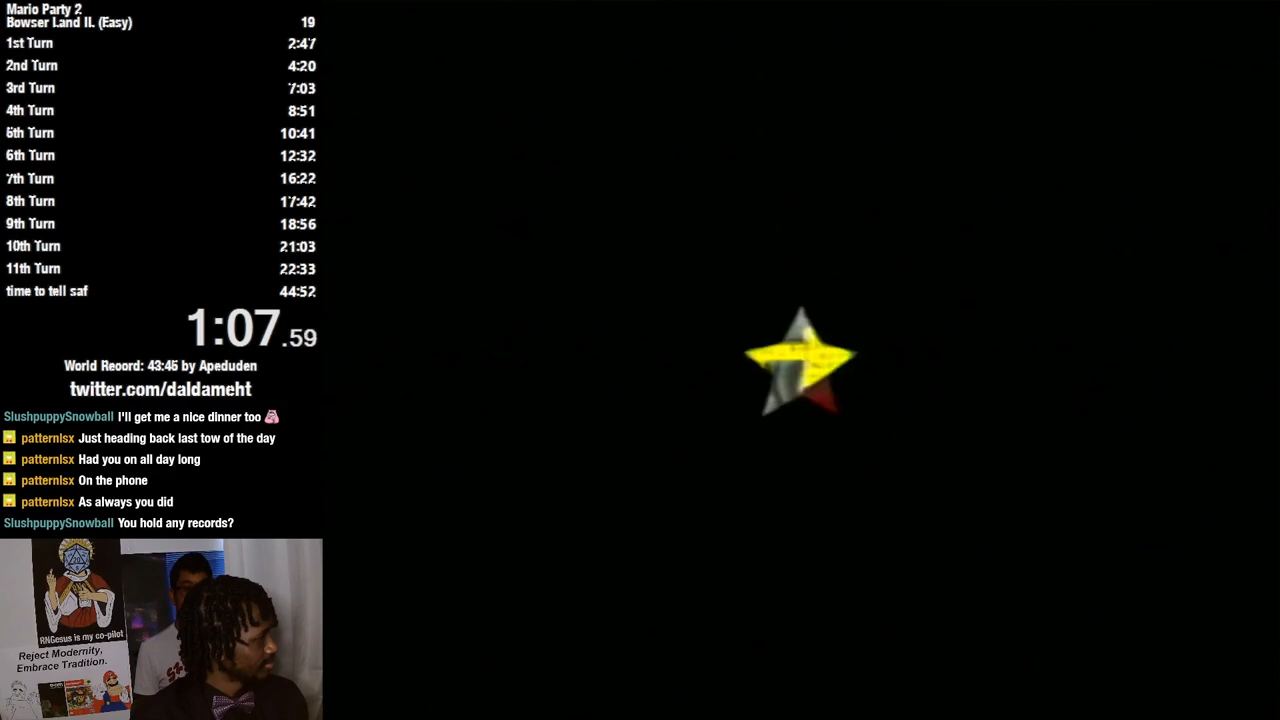 Mario Party 2
Bowser Land II. (Easy) 19
1st Turn 2:47
2nd Turn 4:20
3rd Turn 7:03
4th Turn 8:51
5th Turn 10:41
6th Turn 12:32
7th Turn 16:22
8th Turn 17:42
9th Turn 18:56
10th Turn 21:03
11th Turn 22:33
time to tell saf 44:52
1:07.59
World Record: 43:45 by Apeduden
twitter.com/daldameht
SlushpuppySnowball I'll get me a nice dinner too
patternlsx Just heading back last tow of the day
patternlsx Had you on all day long
patternlsx On the phone
patternlsx As always you did
SlushpuppySnowball You hold any records?
RNGesus is my co-pilot
Reject Modernity,
Embrace Tradition.